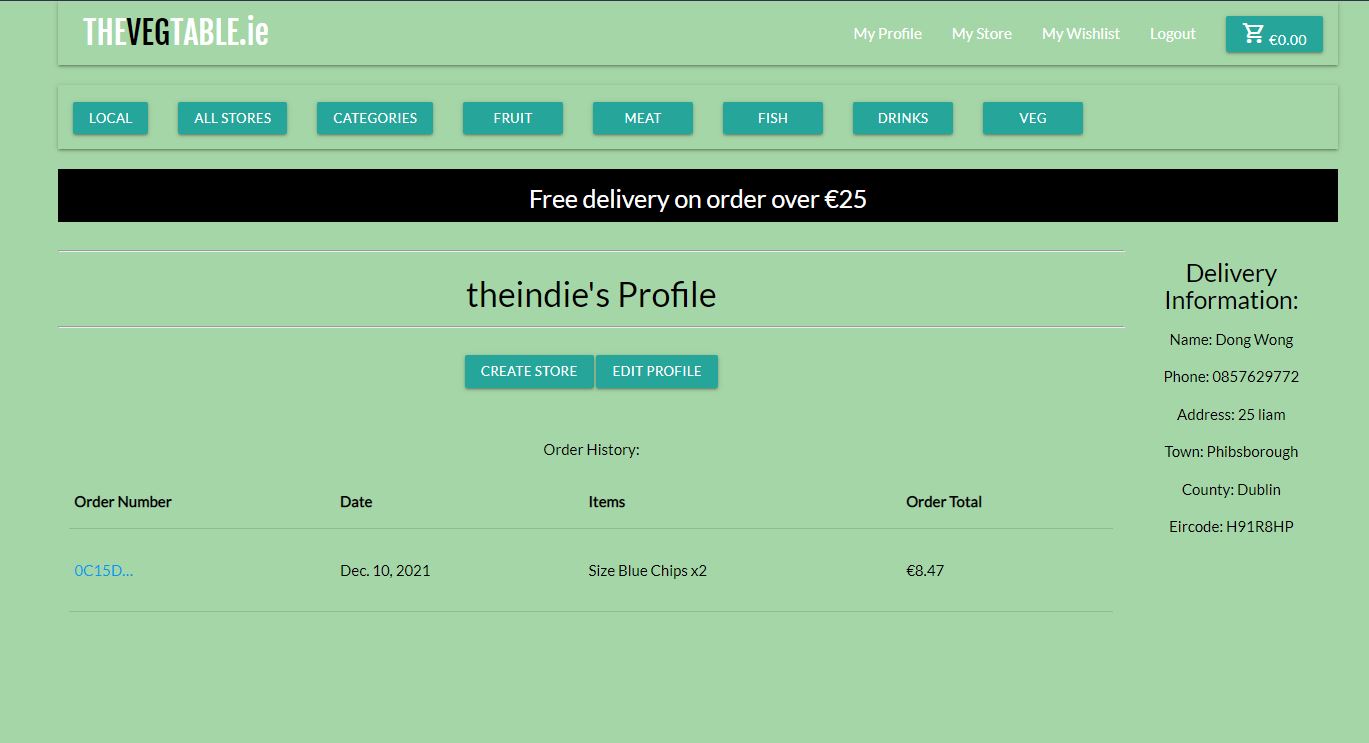 THEVEGTABLE.ie My Profile My Store My Wishlist Logout €0.00
LOCAL ALL STORES CATEGORIES FRUIT MEAT FISH DRINKS VEG
Free delivery on order over €25
theindie's Profile
CREATE STORE EDIT PROFILE
Order History:
Order Number Date Items Order Total
0C15D... Dec. 10, 2021 Size Blue Chips x2 €8.47
Delivery
Information:
Name: Dong Wong
Phone: 0857629772
Address: 25 liam
Town: Phibsborough
County: Dublin
Eircode: H91R8HP